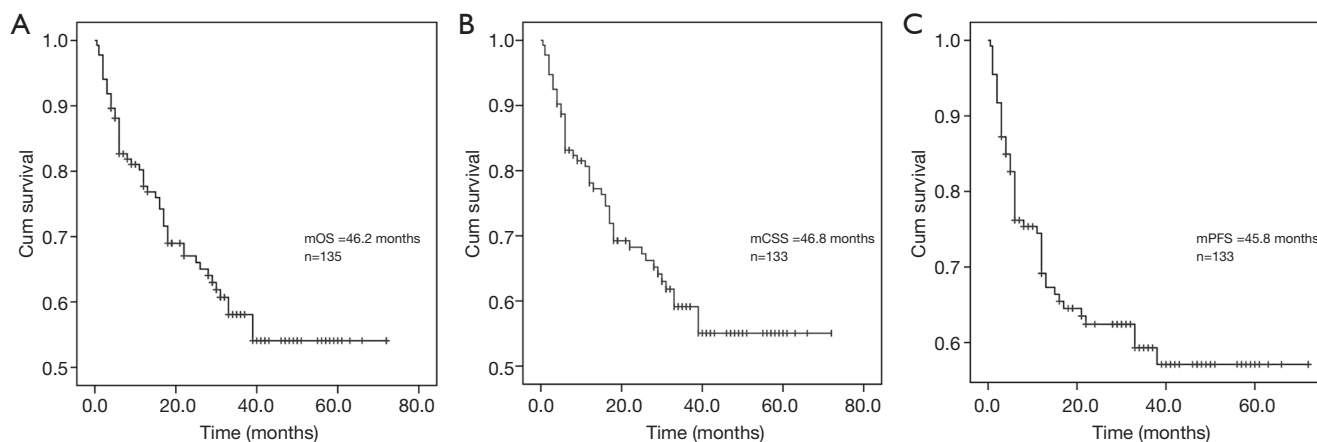 A
1.0
0.9
0.8
0.7
0.6
0.5
Cum survival
mOS =46.2 months
n=135
0.0 20.0 40.0 60.0 80.0
Time (months)
B
1.0
0.9
0.8
0.7
0.6
0.5
Cum survival
mCSS =46.8 months
n=133
0.0 20.0 40.0 60.0 80.0
Time (months)
C
1.0
0.9
0.8
0.7
0.6
Cum survival
mPFS =45.8 months
n=133
0.0 20.0 40.0 60.0
Time (months)